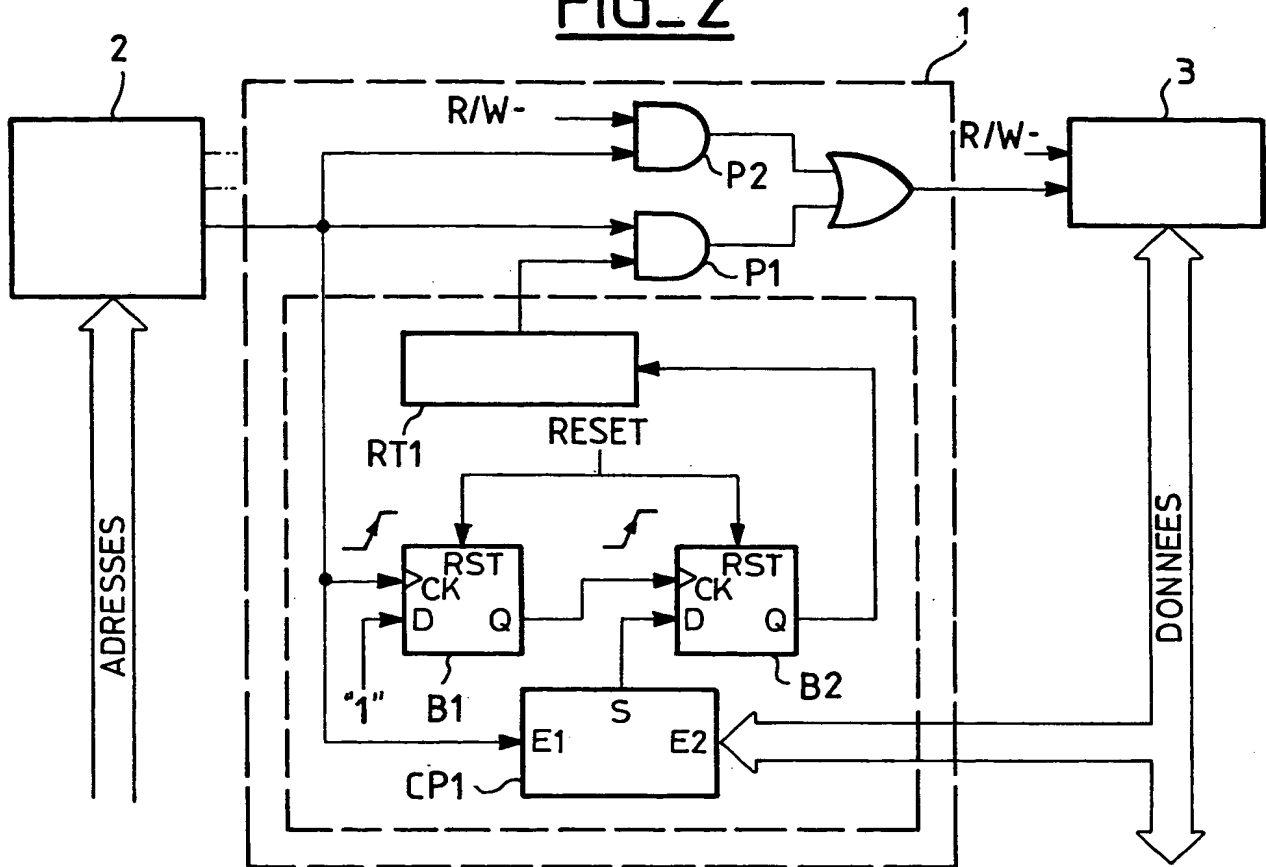 FIG_2
1
2
3
R/W-
R/W-
P2
P1
RT1
RESET
RST
CK
D
Q
B1
"1"
RST
CK
D
Q
B2
S
E1
E2
CP1
ADRESSES
DONNEES